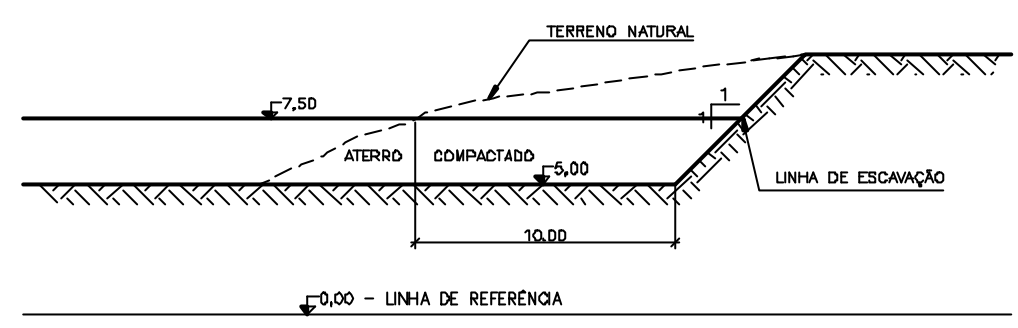 TERRENO NATURAL
7,50
1
1
ATERRO COMPACTADO
5,00
LINHA DE ESCAVAÇÃO
10.00
0,00 - LINHA DE REFERÊNCIA